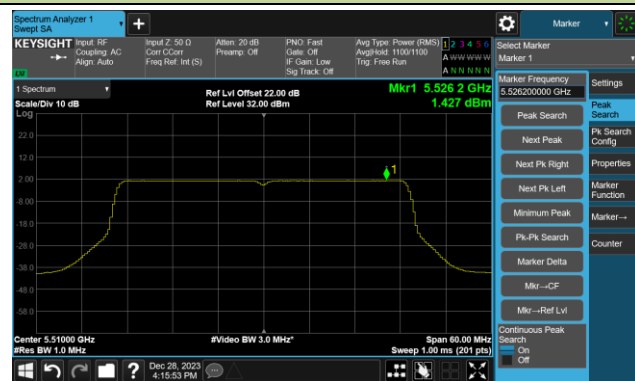 Spectrum Analyzer 1
Swept SA
Marker
KEYSIGHT
Input: RF
Coupling: AC
Align: Auto
Input Z: 50 Ω
Corr CCorr
Freq Ref: Int (S)
Atten: 20 dB
Preamp: Off
PNO: Fast
Gate: Off
IF Gain: Low
Sig Track: Off
Avg Type: Power (RMS)
Avg|Hold: 1100/1100
Trig: Free Run
1 2 3 4 5 6
A W W W W W
A N N N N N
LU
Select Marker
Marker 1
1 Spectrum
Scale/Div 10 dB
Ref Lvl Offset 22.00 dB
Ref Level 32.00 dBm
Mkr1 5.526 2 GHz
1.427 dBm
Log
22.0
12.0
2.00
-8.00
-18.0
-28.0
-38.0
-48.0
-58.0
1
Center 5.51000 GHz
#Res BW 1.0 MHz
#Video BW 3.0 MHz*
Span 60.00 MHz
Sweep 1.00 ms (201 pts)
Marker Frequency
5.526200000 GHz
Peak Search
Next Peak
Next Pk Right
Next Pk Left
Minimum Peak
Pk-Pk Search
Marker Delta
Mkr→CF
Mkr→Ref Lvl
Continuous Peak
Search
On
Off
Settings
Peak
Search
Pk Search
Config
Properties
Marker
Function
Marker→
Counter
?
Dec 28, 2023
4:15:53 PM